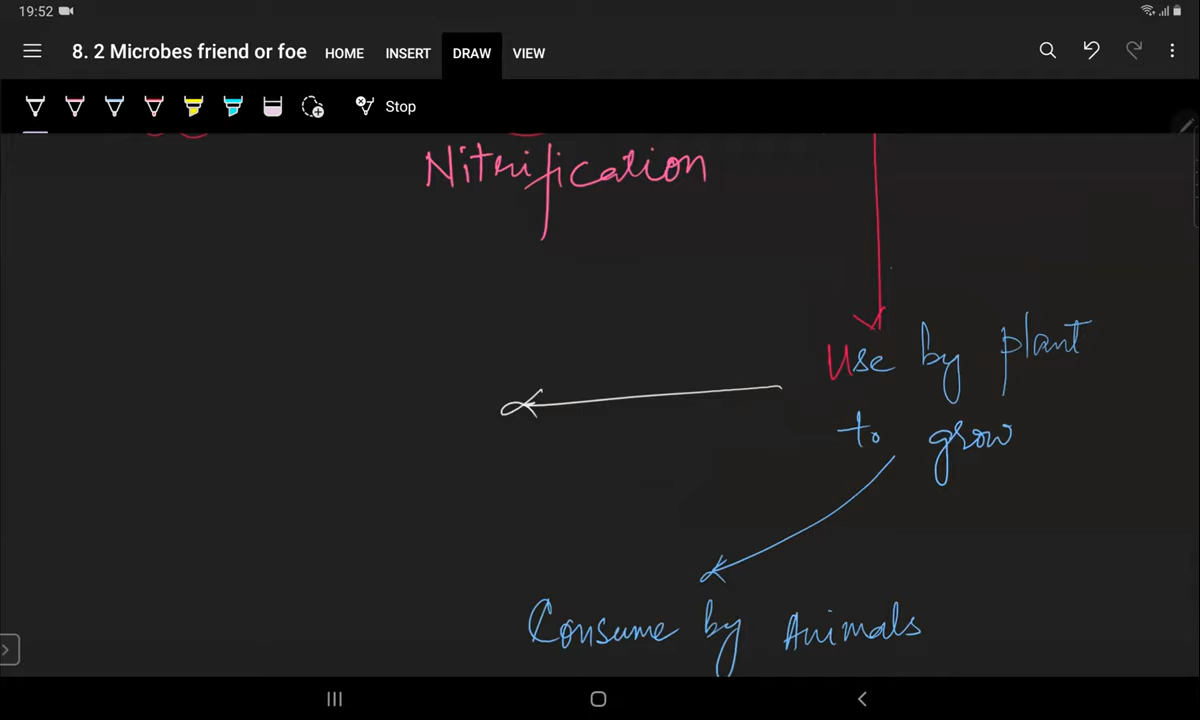 19:52
8. 2 Microbes friend or foe HOME INSERT DRAW VIEW
Stop
Nitrification
Use by plant
to grow
Consume by Animals